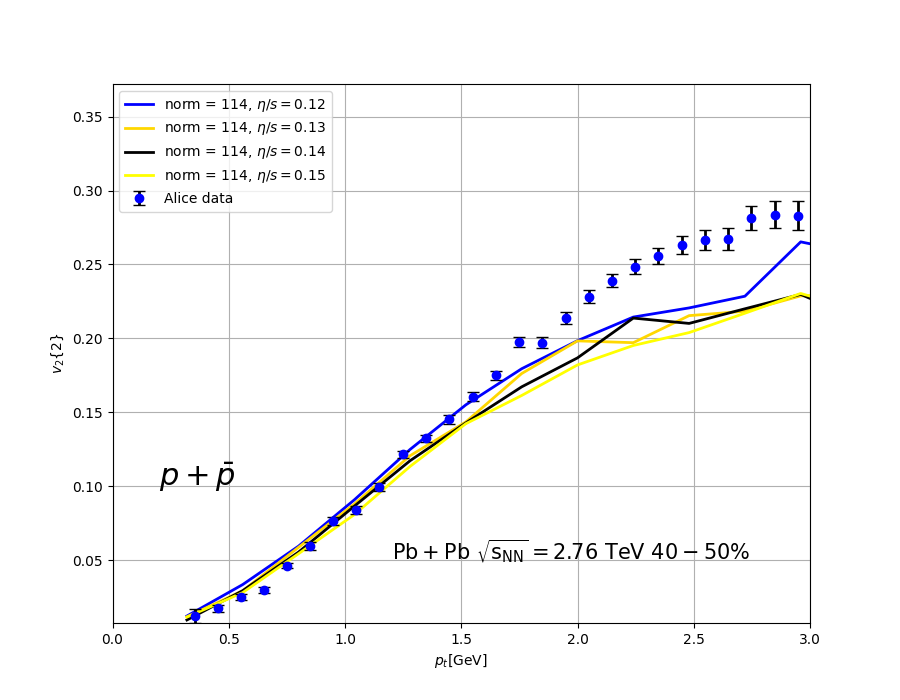 norm = 114, η/s = 0.12
norm = 114, η/s = 0.13
norm = 114, η/s = 0.14
norm = 114, η/s = 0.15
Alice data
0.35
0.30
0.25
0.20
0.15
0.10
0.05
v₂{2}
p + p̄
Pb + Pb √s_NN = 2.76 TeV 40 − 50%
0.0 0.5 1.0 1.5 2.0 2.5 3.0
p_t[GeV]